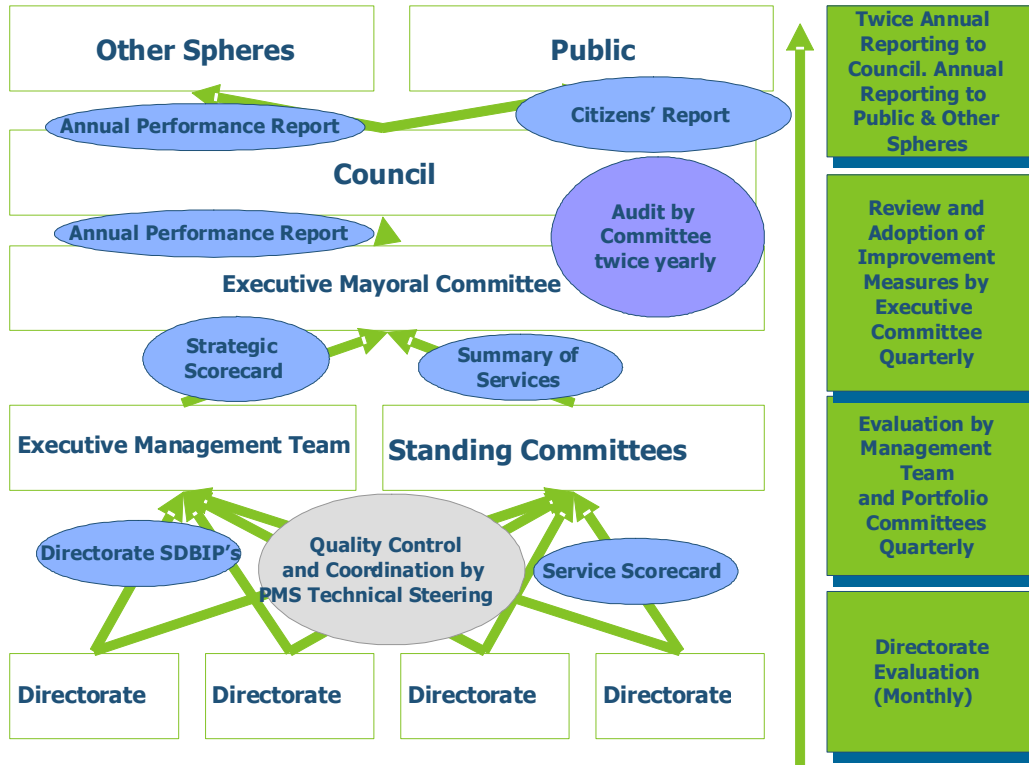 Other Spheres
Public
Annual Performance Report
Citizens’ Report
Council
Annual Performance Report
Audit by
Committee
twice yearly
Executive Mayoral Committee
Strategic
Scorecard
Summary of
Services
Executive Management Team
Standing Committees
Directorate SDBIP’s
Quality Control
and Coordination by
PMS Technical Steering
Service Scorecard
Directorate
Directorate
Directorate
Directorate
Twice Annual
Reporting to
Council. Annual
Reporting to
Public & Other
Spheres
Review and
Adoption of
Improvement
Measures by
Executive
Committee
Quarterly
Evaluation by
Management
Team
and Portfolio
Committees
Quarterly
Directorate
Evaluation
(Monthly)